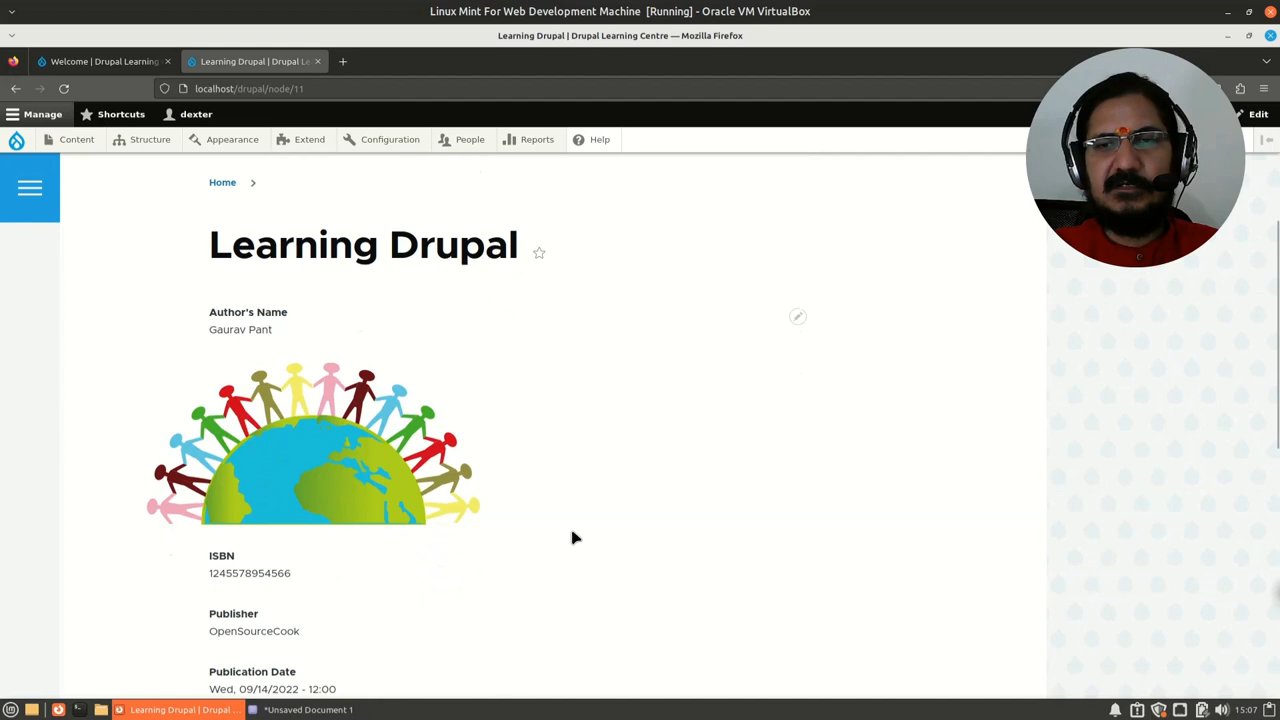 Linux Mint For Web Development Machine [Running] - Oracle VM VirtualBox
Learning Drupal | Drupal Learning Centre — Mozilla Firefox
Welcome | Drupal Learning
Learning Drupal | Drupal Le
localhost/drupal/node/11
Manage
Shortcuts
dexter
Edit
Content
Structure
Appearance
Extend
Configuration
People
Reports
Help
Home
Learning Drupal
Author's Name
Gaurav Pant
ISBN
1245578954566
Publisher
OpenSourceCook
Publication Date
Wed, 09/14/2022 - 12:00
Learning Drupal | Drupal ...
*Unsaved Document 1
15:07